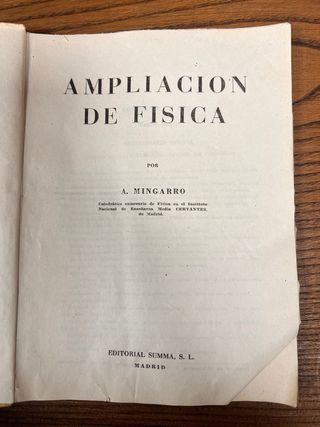 AMPLIACION
DE FISICA
POR
A. MINGARRO
Catedrático numerario de Física en el Instituto
Nacional de Enseñanza Media CERVANTES,
de Madrid.
EDITORIAL SUMMA, S. L.
MADRID